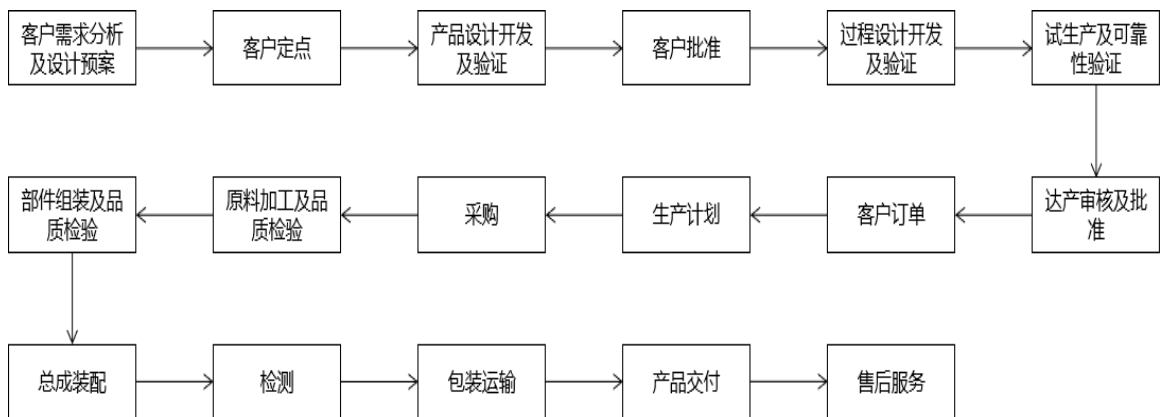 客户需求分析
及设计预案
客户定点
产品设计开发
及验证
客户批准
过程设计开发
及验证
试生产及可靠
性验证
部件组装及品
质检验
原料加工及品
质检验
采购
生产计划
客户订单
达产审核及批
准
总成装配
检测
包装运输
产品交付
售后服务